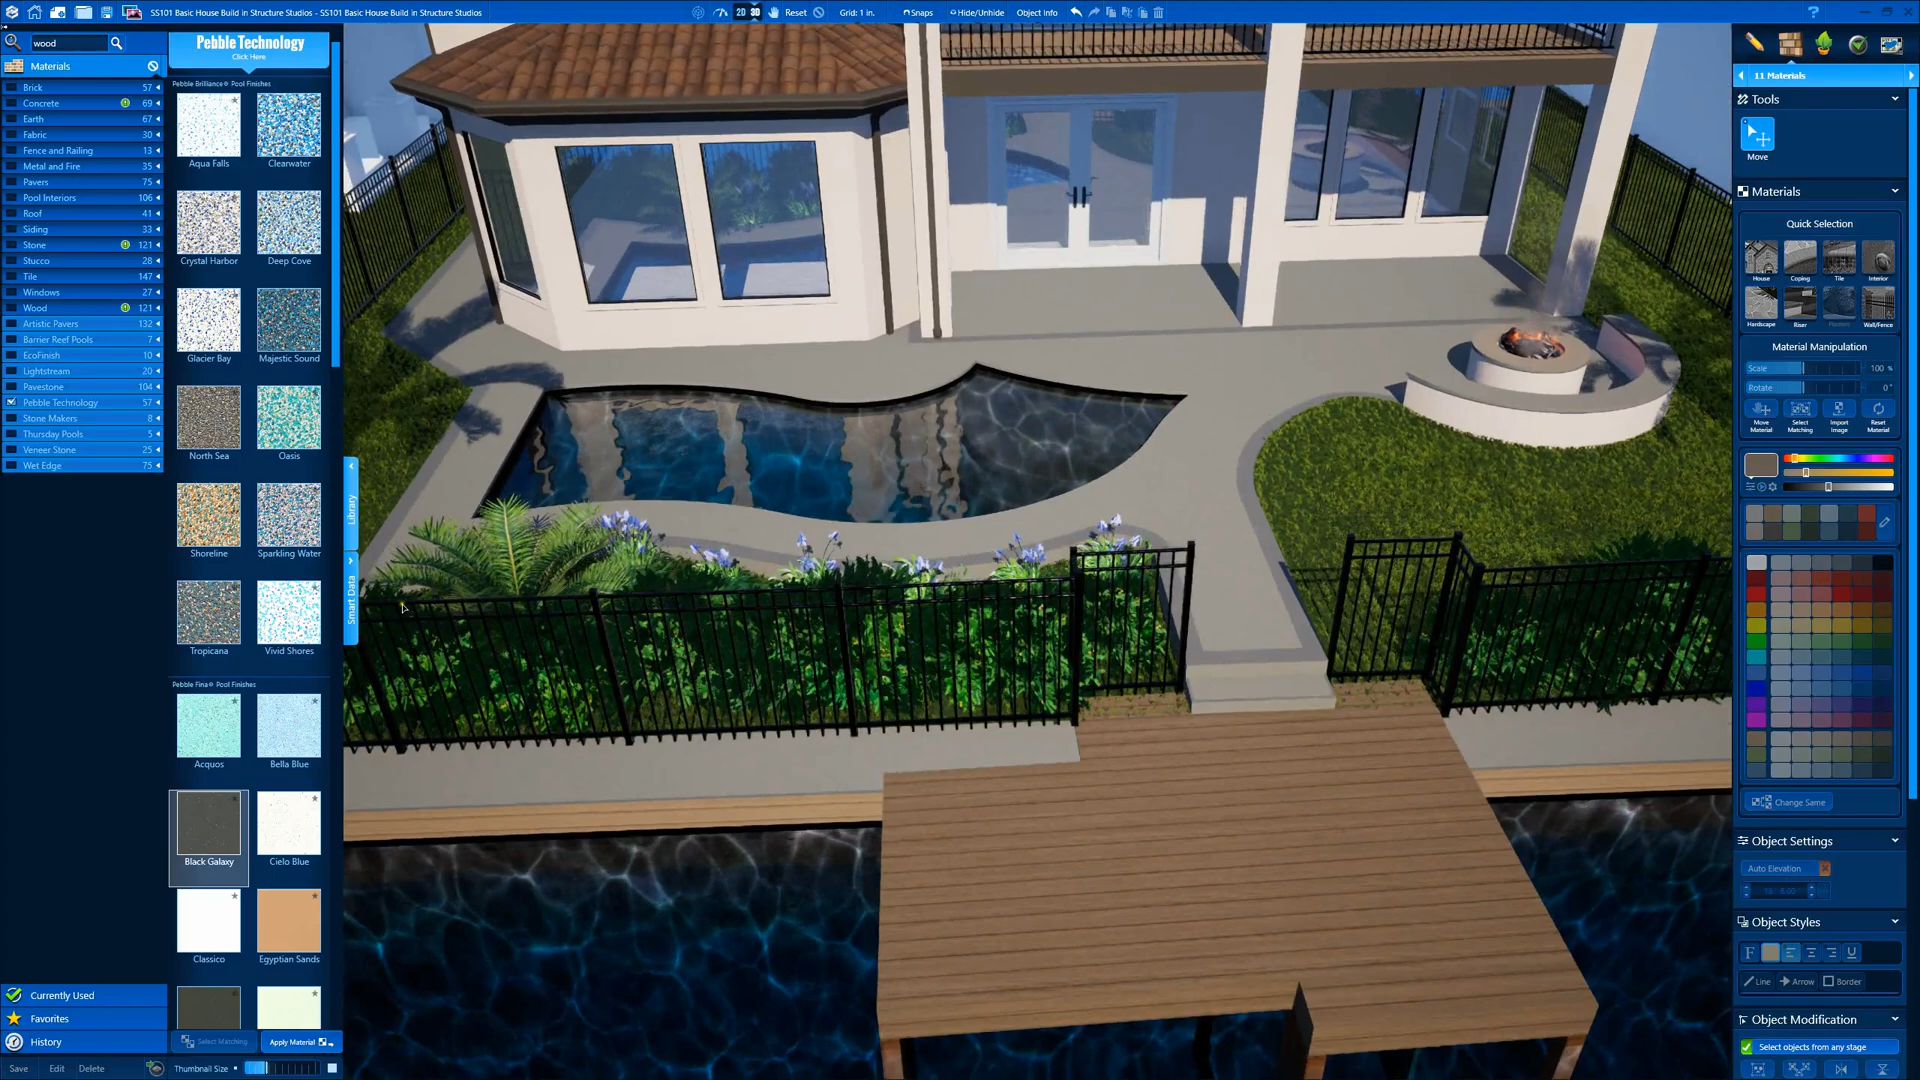 SS101 Basic House Build in Structure Studios - SS101 Basic House Build in Structure Studios
2D 3D Reset Grid: 1 in. Snaps Hide/Unhide Object Info
wood
Materials
Brick 57
Concrete 69
Earth 67
Fabric 30
Fence and Railing 13
Metal and Fire 35
Pavers 75
Pool Interiors 106
Roof 41
Siding 33
Stone 121
Stucco 28
Tile 147
Windows 27
Wood 121
Artistic Pavers 132
Barrier Reef Pools 7
EcoFinish 10
Lightstream 20
Pavestone 104
Pebble Technology 57
Stone Makers 8
Thursday Pools 5
Veneer Stone 25
Wet Edge 75
Currently Used
Favorites
History
Save Edit Delete
Pebble Technology
Click Here
Pebble Brilliance® Pool Finishes
Aqua Falls Clearwater
Crystal Harbor Deep Cove
Glacier Bay Majestic Sound
North Sea Oasis
Shoreline Sparkling Water
Tropicana Vivid Shores
Pebble Fina® Pool Finishes
Acquos Bella Blue
Black Galaxy Cielo Blue
Classico Egyptian Sands
Select Matching Apply Material
Thumbnail Size
Library
Smart Data
11 Materials
Tools
Move
Materials
Quick Selection
House Coping Tile Interior
Hardscape Riser Planters Wall/Fence
Material Manipulation
Scale 100 %
Rotate 0°
Move Material Select Matching Import Image Reset Material
Change Same
Object Settings
Auto Elevation
Object Styles
F U
Line Arrow Border
Object Modification
Select objects from any stage